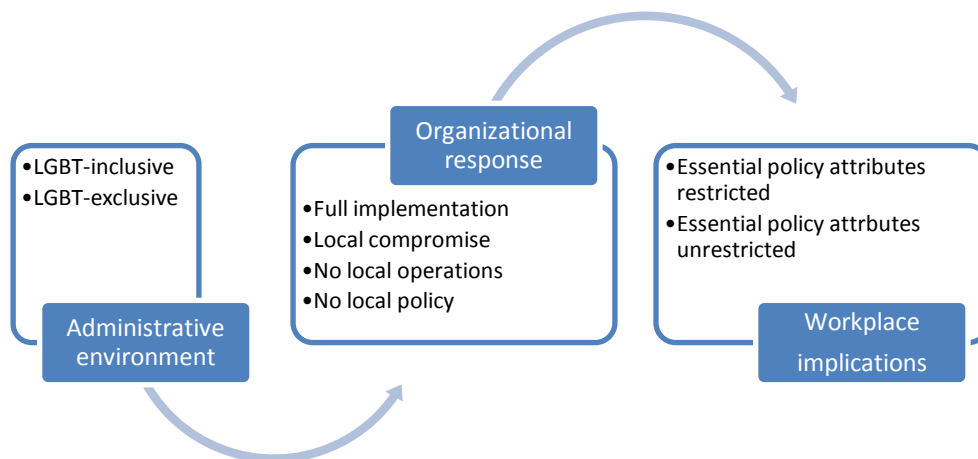 •LGBT-inclusive
•LGBT-exclusive
Administrative
environment
Organizational
response
•Full implementation
•Local compromise
•No local operations
•No local policy
•Essential policy attributes
restricted
•Essential policy attrbutes
unrestricted
Workplace
implications